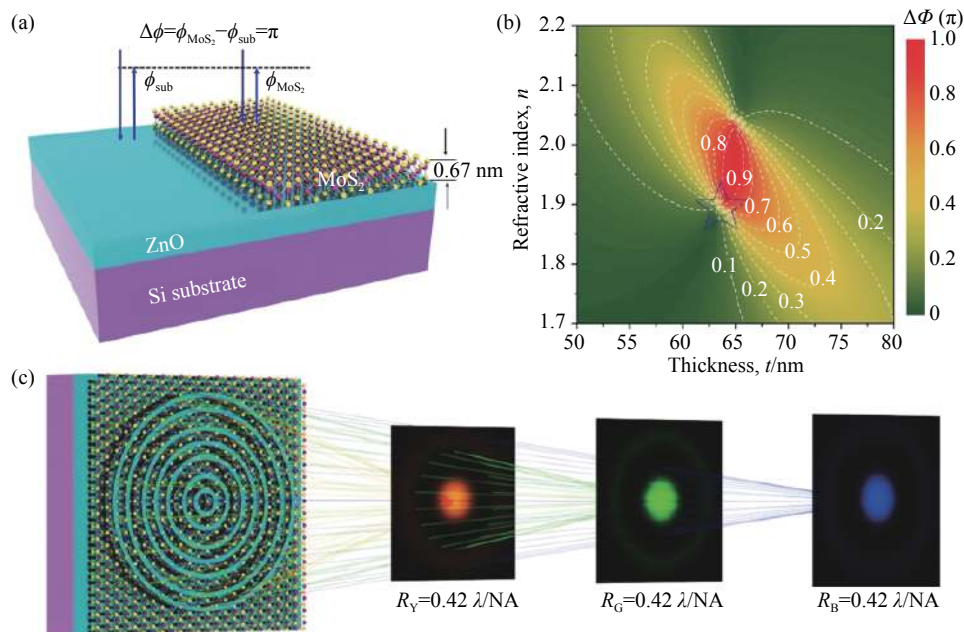 (a)
Δϕ=ϕMoS₂−ϕsub=π
ϕsub
ϕMoS₂
0.67 nm
MoS₂
ZnO
Si substrate
(b)
ΔΦ (π)
Refractive index, n
2.2
2.1
2.0
1.9
1.8
1.7
0.8
0.9
0.7
0.6
0.5
0.4
0.3
0.2
0.1
0.2
50 55 60 65 70 75 80
Thickness, t/nm
1.0
0.8
0.6
0.4
0.2
0
(c)
R_Y=0.42 λ/NA
R_G=0.42 λ/NA
R_B=0.42 λ/NA